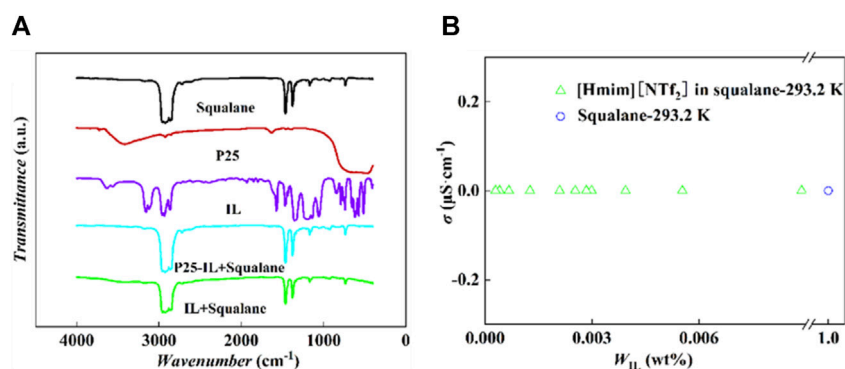 A
Squalane
P25
IL
P25-IL+Squalane
IL+Squalane
Transmittance (a.u.)
4000 3000 2000 1000 0
Wavenumber (cm⁻¹)
B
[Hmim][NTf₂] in squalane-293.2 K
Squalane-293.2 K
σ (μS·cm⁻¹)
0.2
0.0
-0.2
0.000 0.003 0.006 1.0
W_IL (wt%)